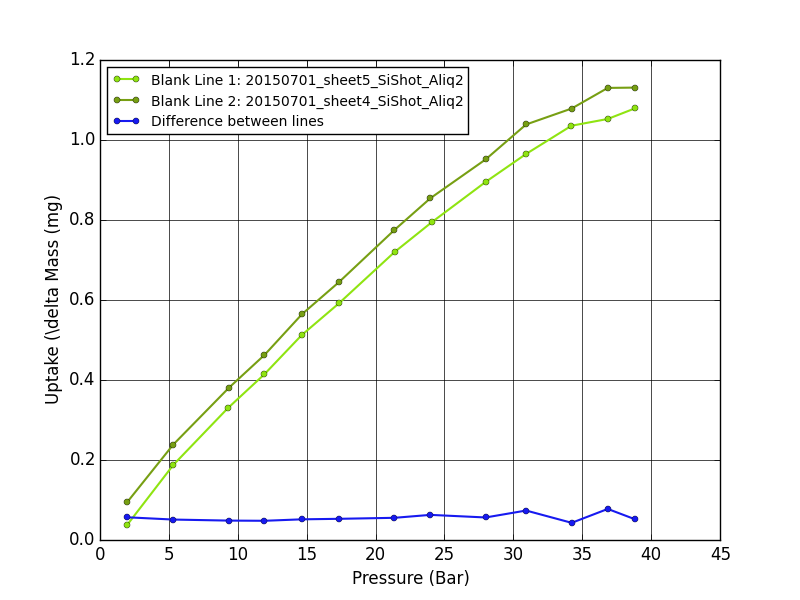 1.2
Blank Line 1: 20150701_sheet5_SiShot_Aliq2
Blank Line 2: 20150701_sheet4_SiShot_Aliq2
Difference between lines
1.0
0.8
0.6
0.4
0.2
0.0
Uptake (\delta Mass (mg)
0 5 10 15 20 25 30 35 40 45
Pressure (Bar)